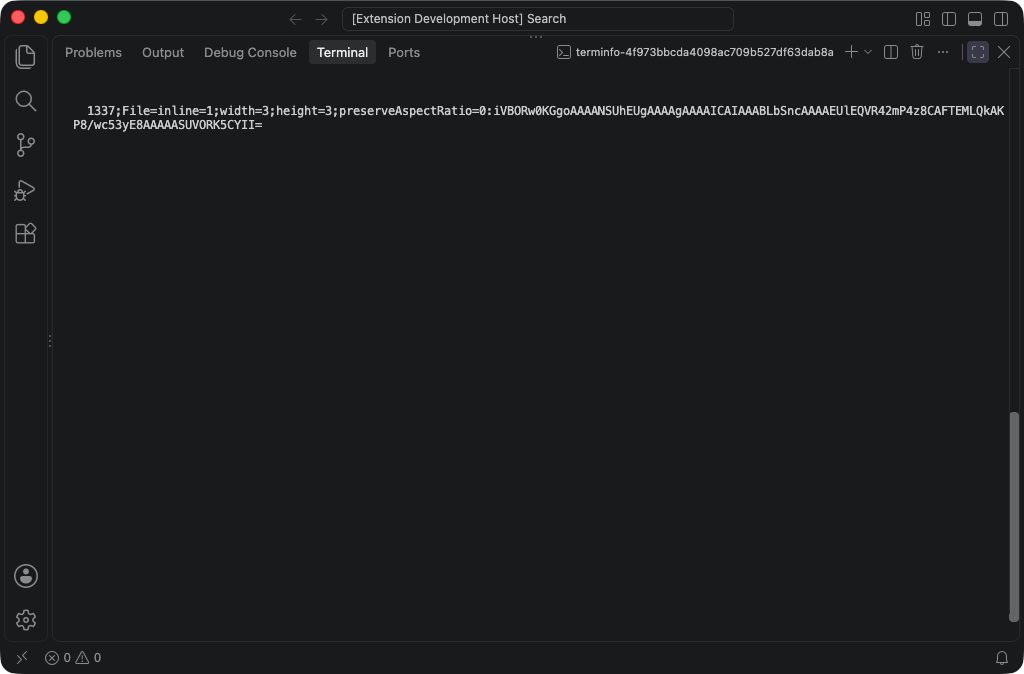 [Extension Development Host] Search
Problems Output Debug Console Terminal Ports
terminfo-4f973bbcda4098ac709b527df63dab8a
1337;File=inline=1;width=3;height=3;preserveAspectRatio=0:iVBORw0KGgoAAAANSUhEUgAAAAgAAAAICAIAAABLbSncAAAAEUlEQVR42mP4z8CAFTEMLQkAK
P8/wc53yE8AAAAASUVORK5CYII=
0 0